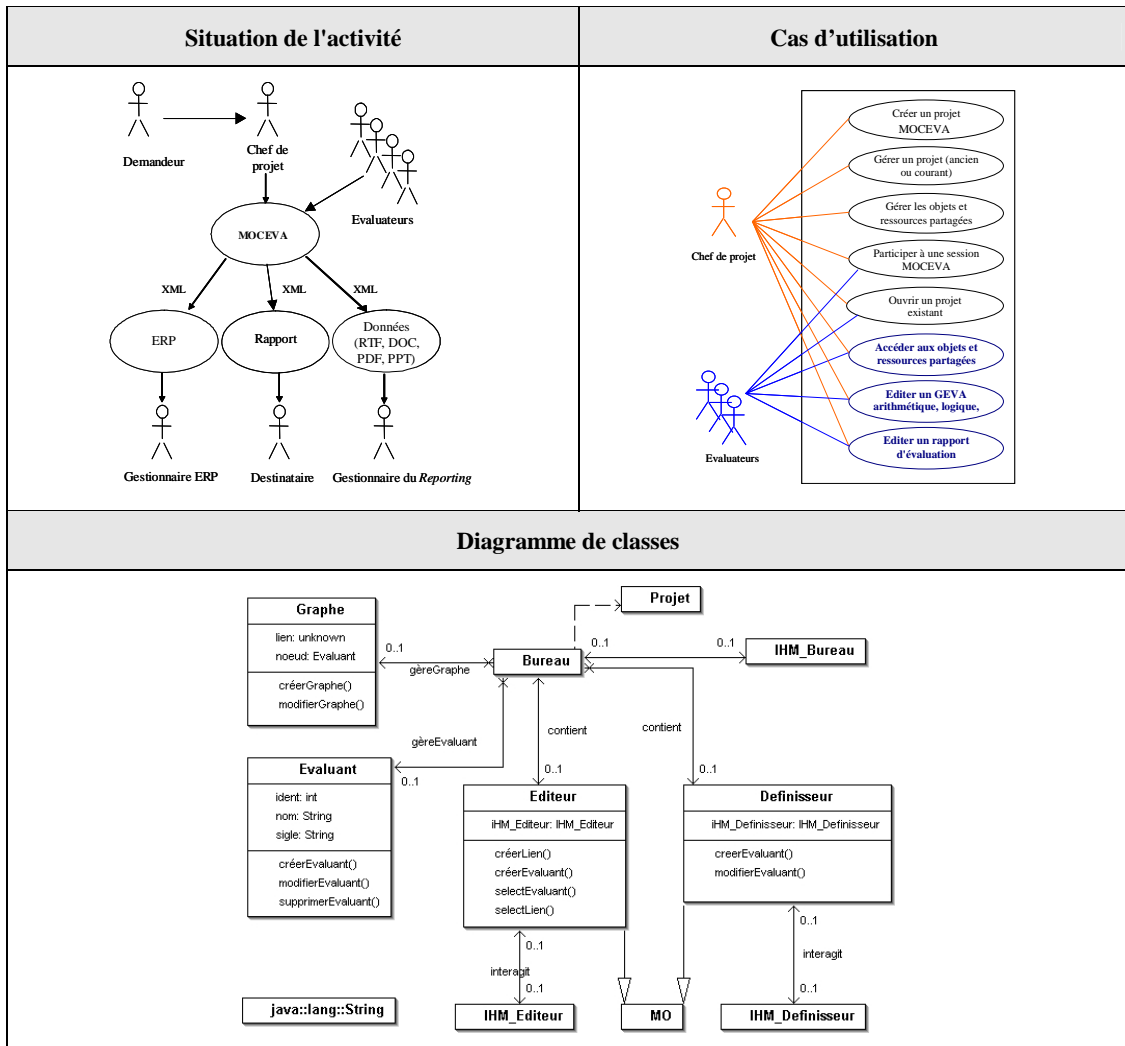 Situation de l'activité
Cas d'utilisation
Demandeur
Chef de
projet
Evaluateurs
MOCEVA
XML
XML
XML
ERP
Rapport
Données
(RTF, DOC,
PDF, PPT)
Gestionnaire ERP
Destinataire
Gestionnaire du Reporting
Créer un projet
MOCEVA
Gérer un projet (ancien
ou courant)
Gérer les objets et
ressources partagées
Participer à une session
MOCEVA
Ouvrir un projet
existant
Accéder aux objets et
ressources partagées
Editer un GEVA
arithmétique, logique,
Editer un rapport
d'évaluation
Chef de projet
Evaluateurs
Diagramme de classes
Graphe
lien: unknown
noeud: Evaluant
créerGraphe()
modifierGraphe()
0..1
gèreGraphe
Bureau
Projet
0..1
0..1
IHM_Bureau
gèreEvaluant
0..1
contient
0..1
contient
0..1
Evaluant
ident: int
nom: String
sigle: String
créerEvaluant()
modifierEvaluant()
supprimerEvaluant()
Editeur
iHM_Editeur: IHM_Editeur
créerLien()
créerEvaluant()
selectEvaluant()
selectLien()
Definisseur
iHM_Definisseur: IHM_Definisseur
creerEvaluant()
modifierEvaluant()
0..1
interagit
0..1
0..1
interagit
0..1
java::lang::String
IHM_Editeur
MO
IHM_Definisseur